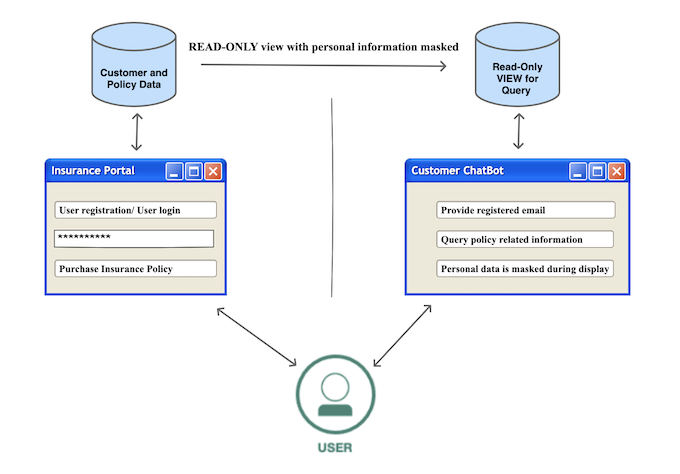 READ-ONLY view with personal information masked
Customer and
Policy Data
Read-Only
VIEW for
Query
Insurance Portal
User registration/ User login
**********
Purchase Insurance Policy
Customer ChatBot
Provide registered email
Query policy related information
Personal data is masked during display
USER